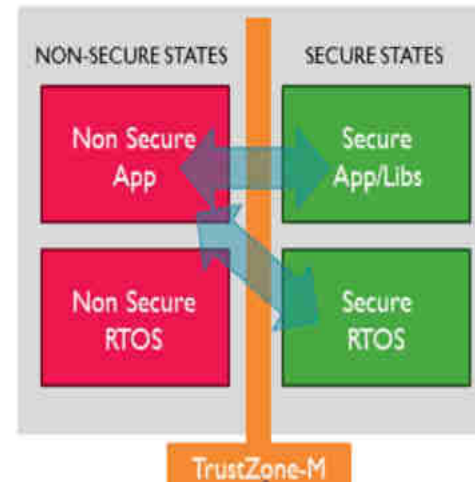 NON-SECURE STATES
SECURE STATES
Non Secure
App
Secure
App/Libs
Non Secure
RTOS
Secure
RTOS
TrustZone-M